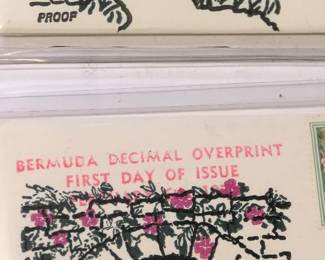 PROOF
BERMUDA DECIMAL OVERPRINT
FIRST DAY OF ISSUE